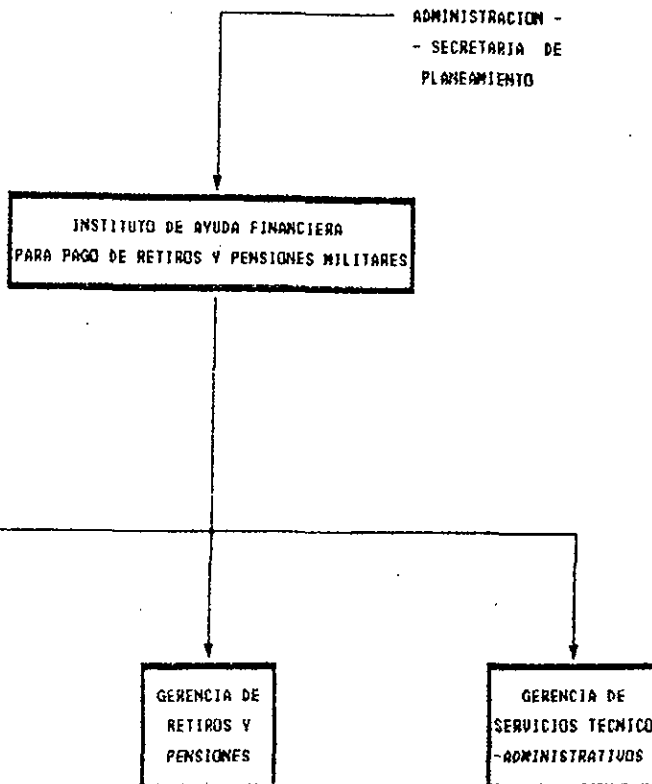 ADMINISTRACION -
- SECRETARIA DE
PLANEAMIENTO
INSTITUTO DE AYUDA FINANCIERA
PARA PAGO DE RETIROS Y PENSIONES MILITARES
GERENCIA DE
RETIROS Y
PENSIONES
GERENCIA DE
SERVICIOS TECNICO
-ADMINISTRATIVOS